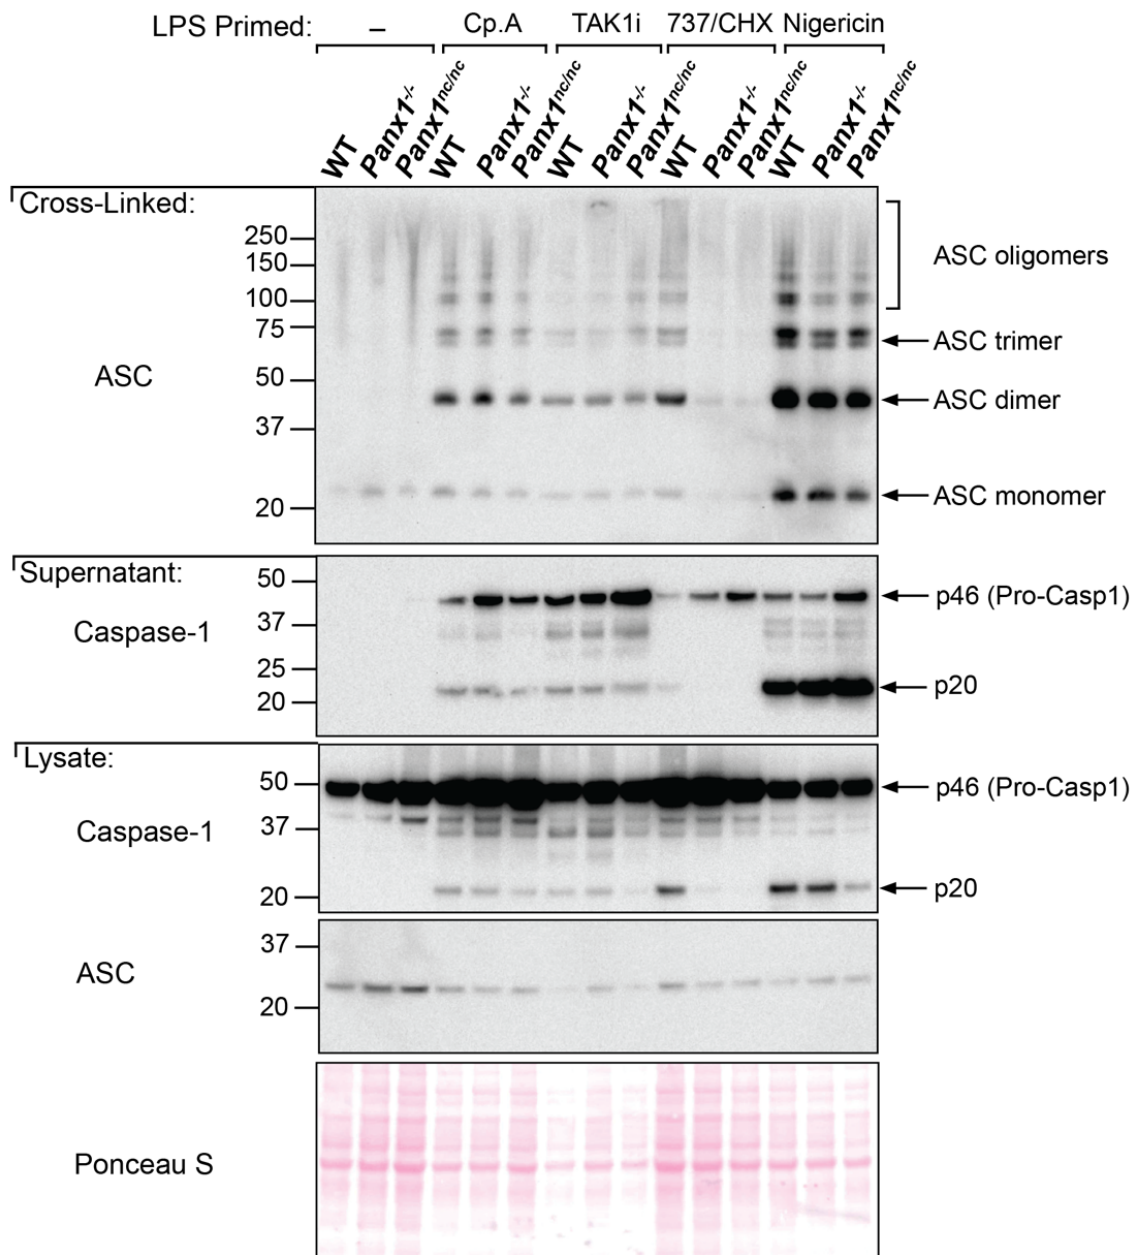 LPS Primed: – Cp.A TAK1i 737/CHX Nigericin
WT Panx1-/- Panx1nc/nc WT Panx1-/- Panx1nc/nc WT Panx1-/- Panx1nc/nc WT Panx1-/- Panx1nc/nc WT Panx1-/- Panx1nc/nc
Cross-Linked:
250
150
100
75
50
37
20
ASC
ASC oligomers
ASC trimer
ASC dimer
ASC monomer
Supernatant:
50
37
25
20
Caspase-1
p46 (Pro-Casp1)
p20
Lysate:
50
37
20
Caspase-1
p46 (Pro-Casp1)
p20
37
20
ASC
Ponceau S